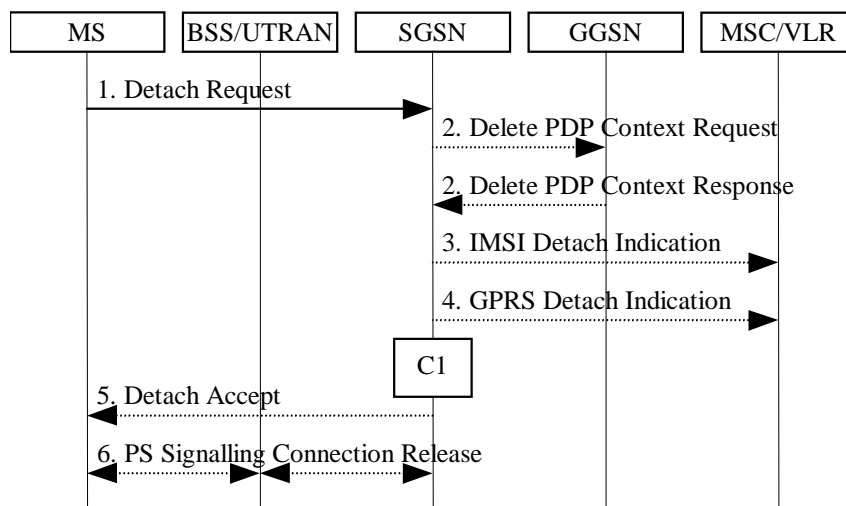 MS BSS/UTRAN SGSN GGSN MSC/VLR
1. Detach Request
2. Delete PDP Context Request
2. Delete PDP Context Response
3. IMSI Detach Indication
4. GPRS Detach Indication
C1
5. Detach Accept
6. PS Signalling Connection Release